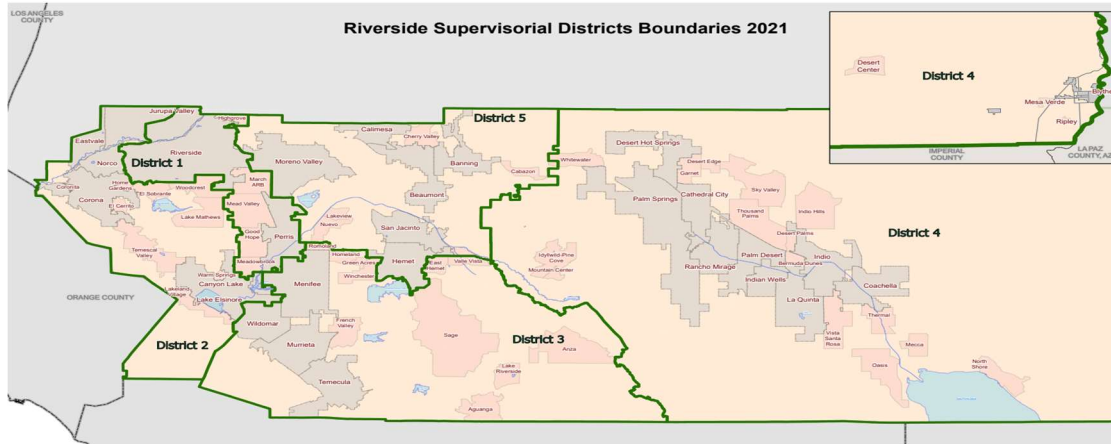 LOS ANGELES
COUNTY
Riverside Supervisorial Districts Boundaries 2021
Desert
Center
District 4
Mesa Verde
Blythe
Ripley
IMPERIAL
COUNTY
LA PAZ
COUNTY, AZ
Jurupa Valley
Highgrove
District 5
Eastvale
Riverside
Calimesa
Cherry Valley
Norco
District 1
Moreno Valley
Banning
Cabazon
Whitewater
Desert Hot Springs
Desert Edge
Garnet
Corona
Home
Gardens
El Sobrante
Woodcrest
March
ARB
Beaumont
Sky Valley
Cathedral City
Palm Springs
Indio Hills
Corona
El Cerrito
Lake Mathews
Mead Valley
Lakeview
Nuevo
San Jacinto
Thousand
Palms
Good
Hope
Perris
Desert Palms
District 4
Temescal
Valley
Meadowbrook
Romoland
Homeland
Green Acres
Hemet
East
Hemet
Valle Vista
Idyllwild-Pine
Cove
Mountain Center
Rancho Mirage
Palm Desert
Bermuda Dunes
Indio
Warm Springs
Canyon Lake
Menifee
Winchester
Indian Wells
Coachella
ORANGE COUNTY
Lakeland
Village
Lake Elsinore
La Quinta
Thermal
Wildomar
French
Valley
Vista
Santa
Rosa
District 2
Murrieta
Sage
District 3
Anza
Mecca
Temecula
Lake
Riverside
Oasis
North
Shore
Aguanga